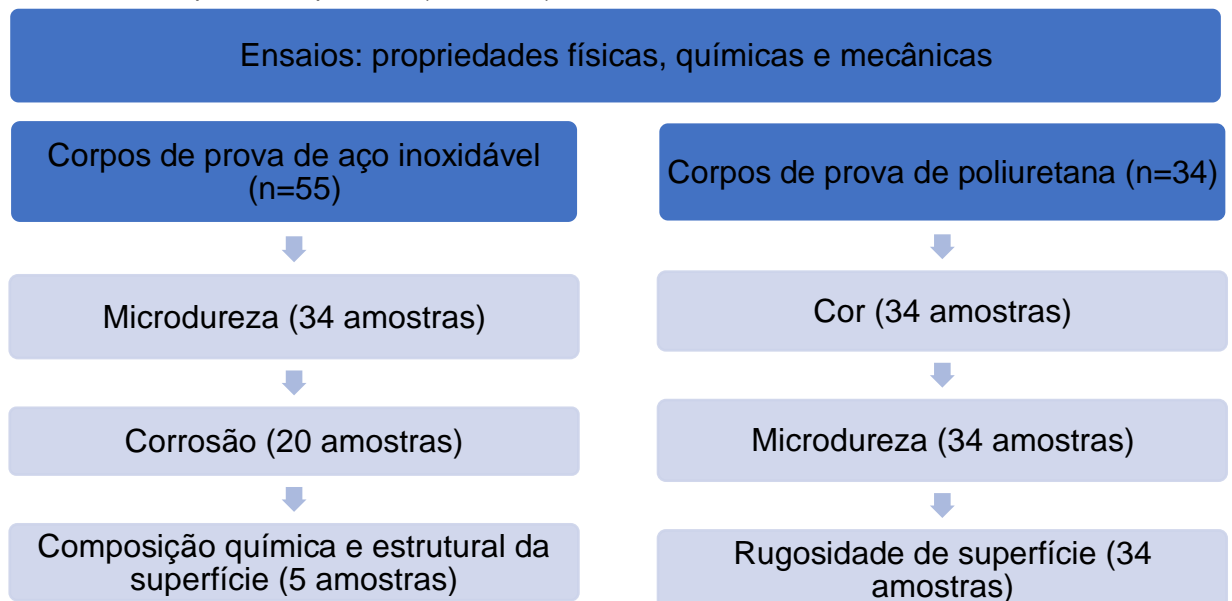 Ensaios: propriedades físicas, químicas e mecânicas
Corpos de prova de aço inoxidável
(n=55)
Corpos de prova de poliuretana (n=34)
Microdureza (34 amostras)
Cor (34 amostras)
Corrosão (20 amostras)
Microdureza (34 amostras)
Composição química e estrutural da
superfície (5 amostras)
Rugosidade de superfície (34
amostras)